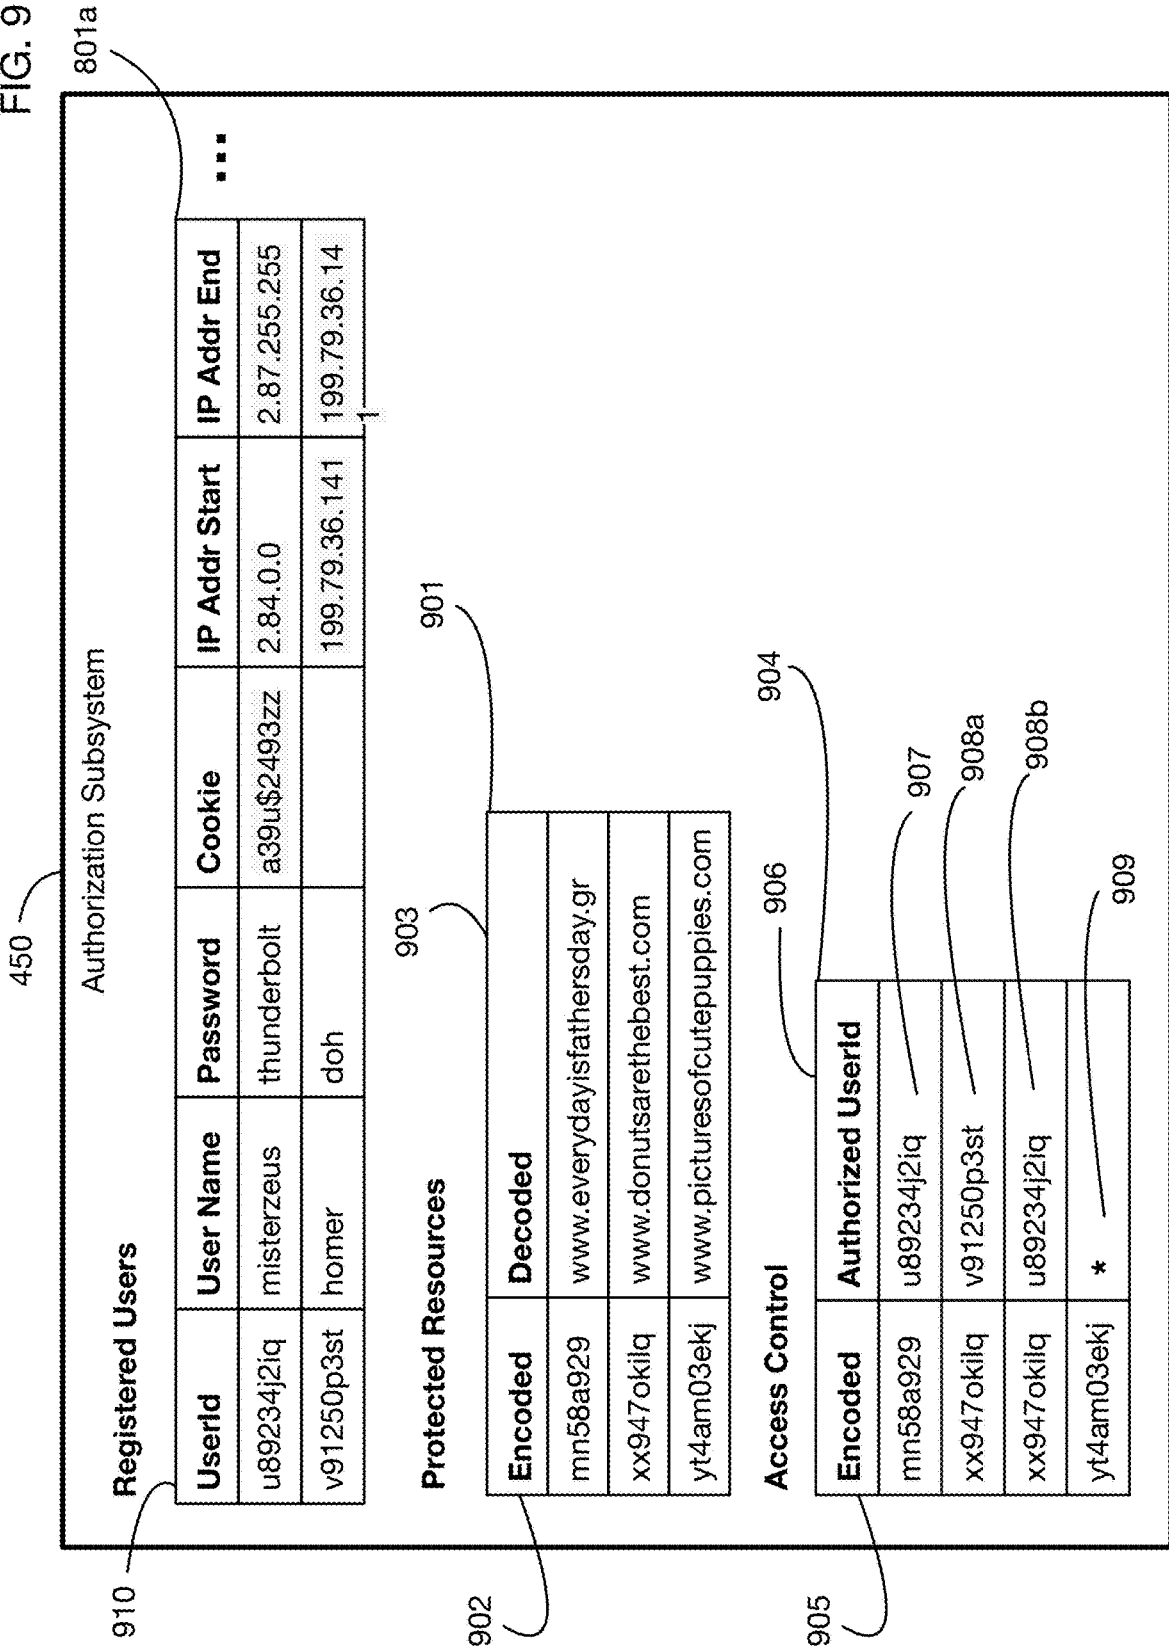 FIG. 9
450
801a
Authorization Subsystem
910
Registered Users
UserId User Name Password Cookie IP Addr Start IP Addr End
u89234j2iq misterzeus thunderbolt a39u$2493zz 2.84.0.0 2.87.255.255
v91250p3st homer doh 199.79.36.141 199.79.36.14
1
...
Protected Resources
903
901
902
Encoded Decoded
mn58a929 www.everydayisfathersday.gr
xx947okilq www.donutsarethebest.com
yt4am03ekj www.picturesofcutepuppies.com
Access Control
906
904
905
Encoded Authorized UserId
mn58a929 u89234j2iq
907
xx947okilq v91250p3st
908a
xx947okilq u89234j2iq
908b
yt4am03ekj *
909